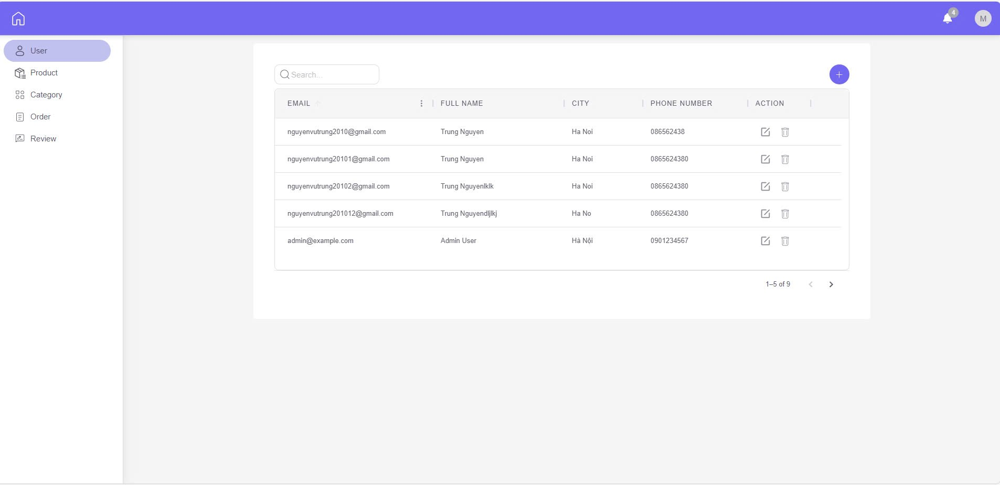 4
M
User
Product
Category
Order
Review
Search...
EMAIL FULL NAME CITY PHONE NUMBER ACTION
nguyenvutrung2010@gmail.com Trung Nguyen Ha Noi 086562438
nguyenvutrung20101@gmail.com Trung Nguyen Ha Noi 0865624380
nguyenvutrung20102@gmail.com Trung Nguyenlklk Ha Noi 0865624380
nguyenvutrung201012@gmail.com Trung Nguyendljlkj Ha No 0865624380
admin@example.com Admin User Hà Nội 0901234567
1–5 of 9